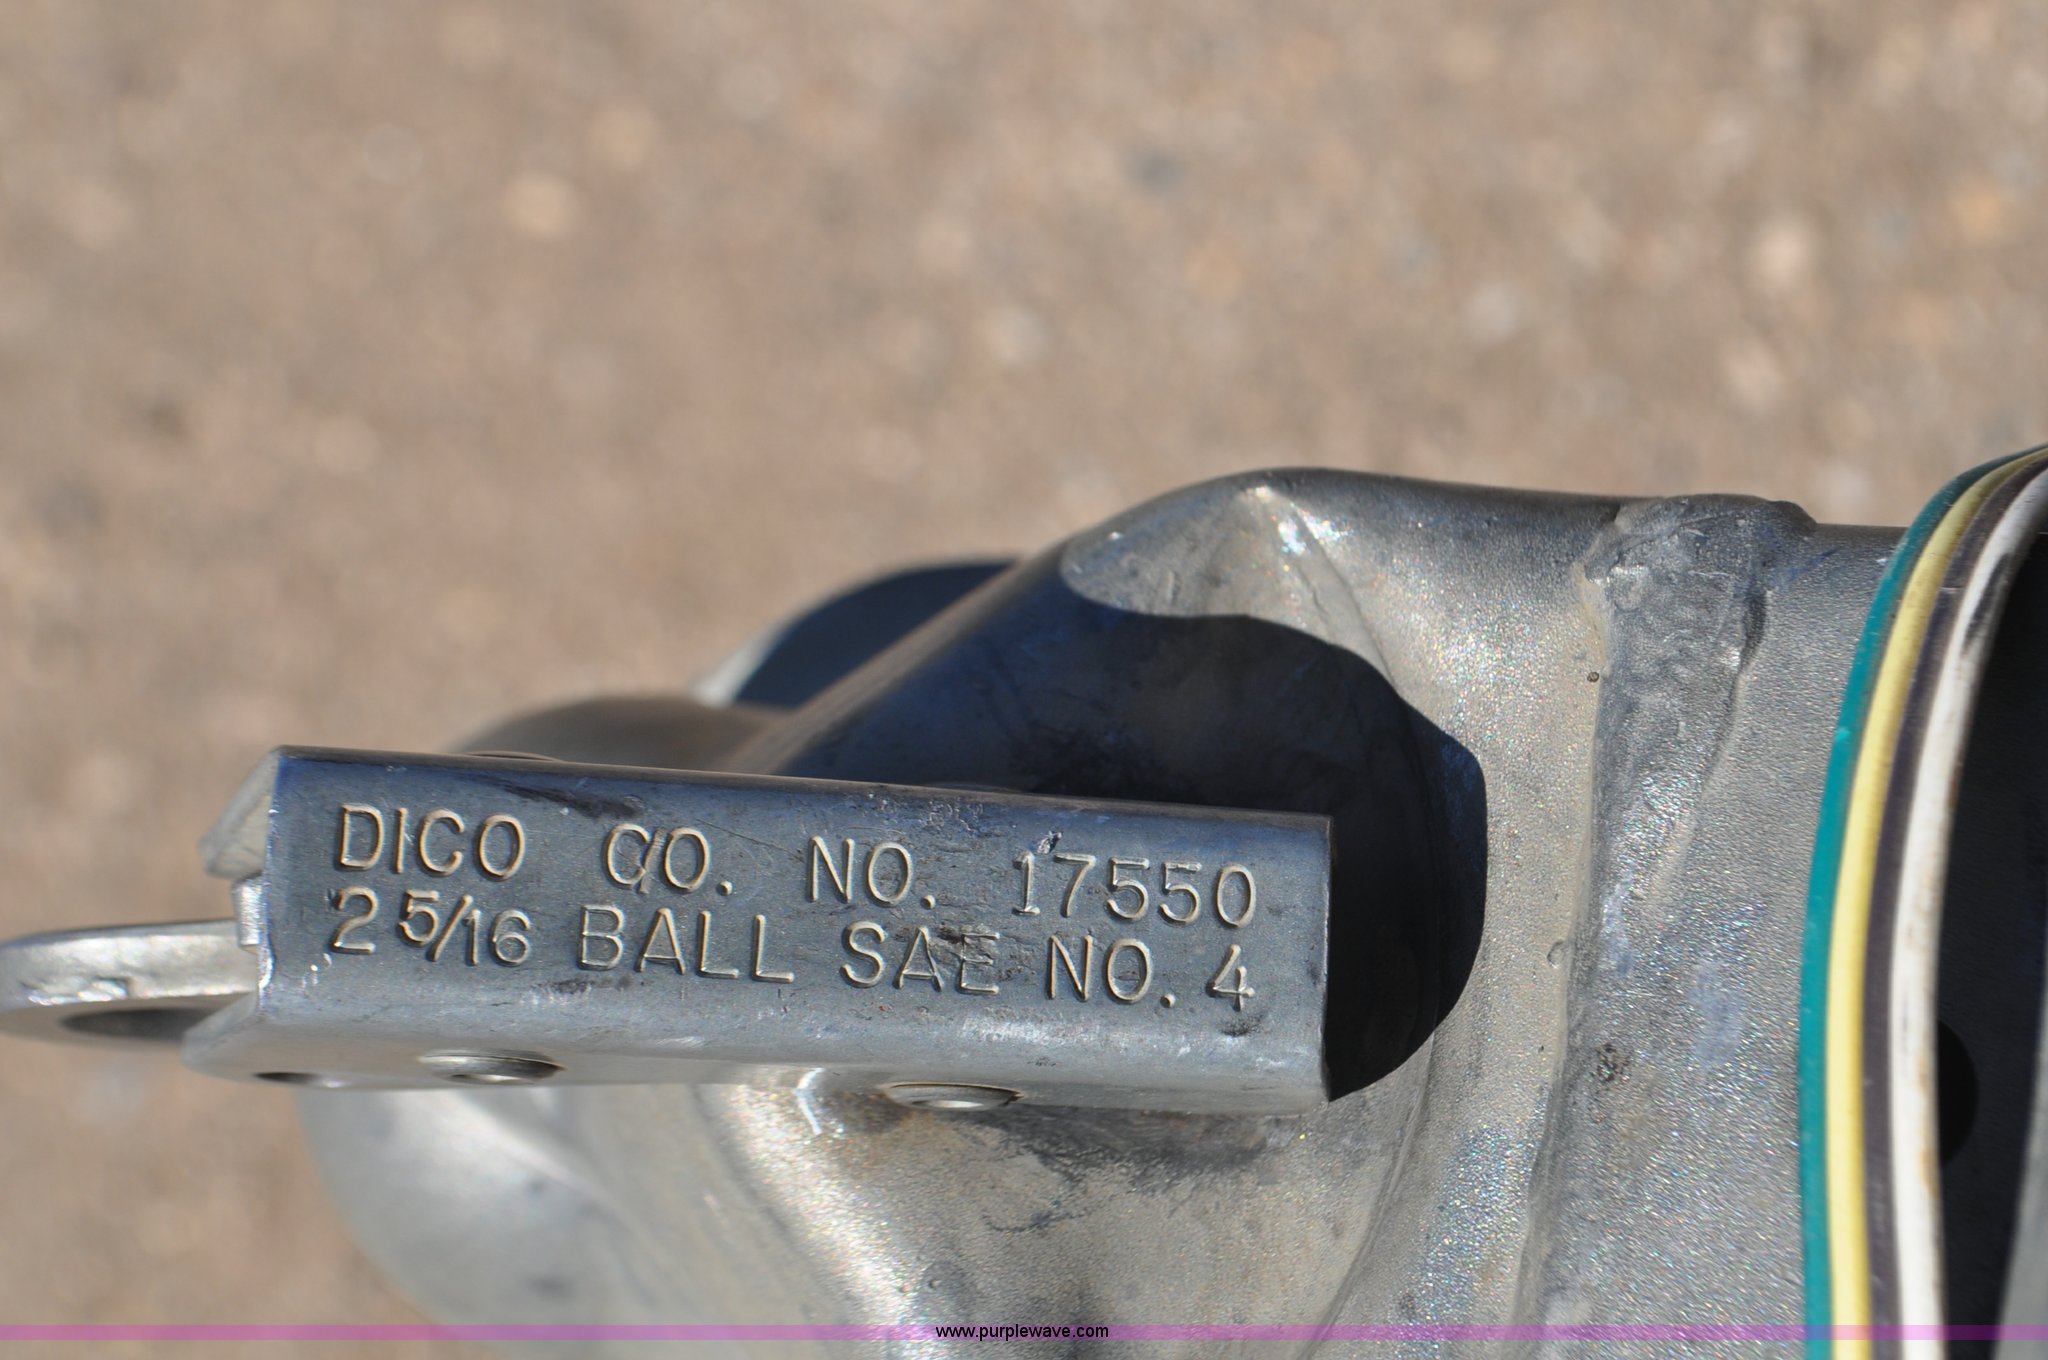 DICO CO. NO. 17550
2 5/16 BALL SAE NO. 4
www.purplewave.com